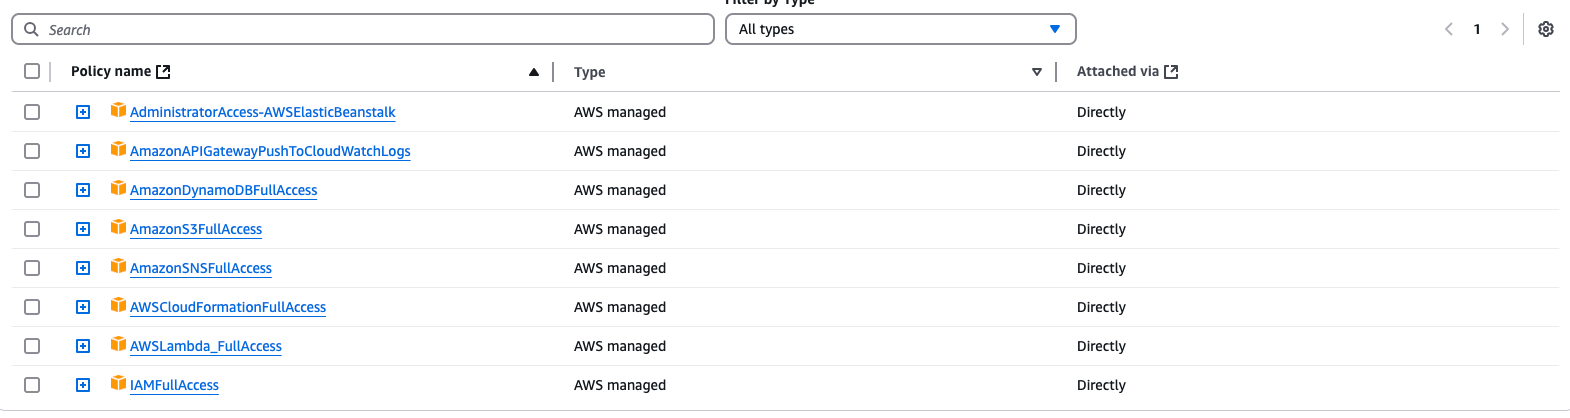 Filter by Type
Search
All types
1
Policy name
Type
Attached via
AdministratorAccess-AWSElasticBeanstalk AWS managed Directly
AmazonAPIGatewayPushToCloudWatchLogs AWS managed Directly
AmazonDynamoDBFullAccess AWS managed Directly
AmazonS3FullAccess AWS managed Directly
AmazonSNSFullAccess AWS managed Directly
AWSCloudFormationFullAccess AWS managed Directly
AWSLambda_FullAccess AWS managed Directly
IAMFullAccess AWS managed Directly